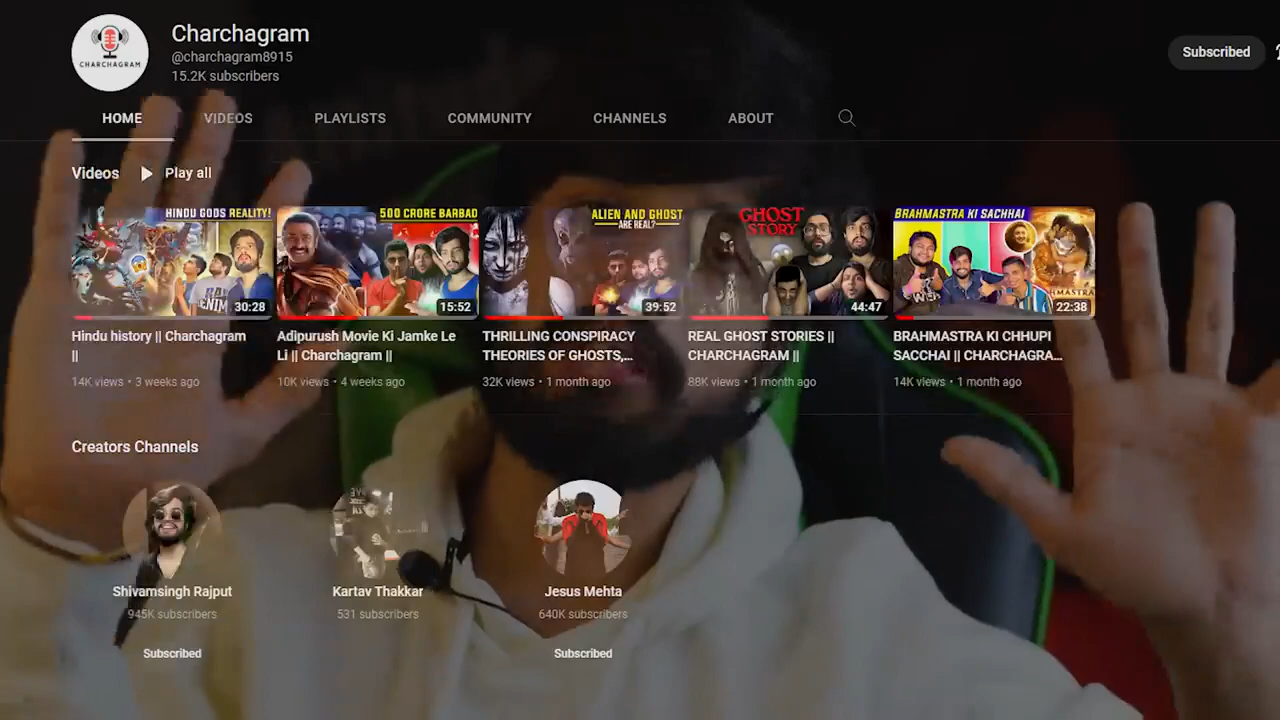 CHARCHAGRAM
Charchagram
@charchagram8915
15.2K subscribers
Subscribed
HOME
VIDEOS
PLAYLISTS
COMMUNITY
CHANNELS
ABOUT
Videos
Play all
HINDU GODS REALITY!
30:28
500 CRORE BARBAD
15:52
ALIEN AND GHOST
ARE REAL?
39:52
GHOST
STORY
44:47
BRAHMASTRA KI SACHHAI
22:38
Hindu history || Charchagram
||
14K views • 3 weeks ago
Adipurush Movie Ki Jamke Le
Li || Charchagram ||
10K views • 4 weeks ago
THRILLING CONSPIRACY
THEORIES OF GHOSTS,...
32K views • 1 month ago
REAL GHOST STORIES ||
CHARCHAGRAM ||
88K views • 1 month ago
BRAHMASTRA KI CHHUPI
SACCHAI || CHARCHAGRA...
14K views • 1 month ago
Creators Channels
Shivamsingh Rajput
945K subscribers
Subscribed
Kartav Thakkar
531 subscribers
Jesus Mehta
640K subscribers
Subscribed